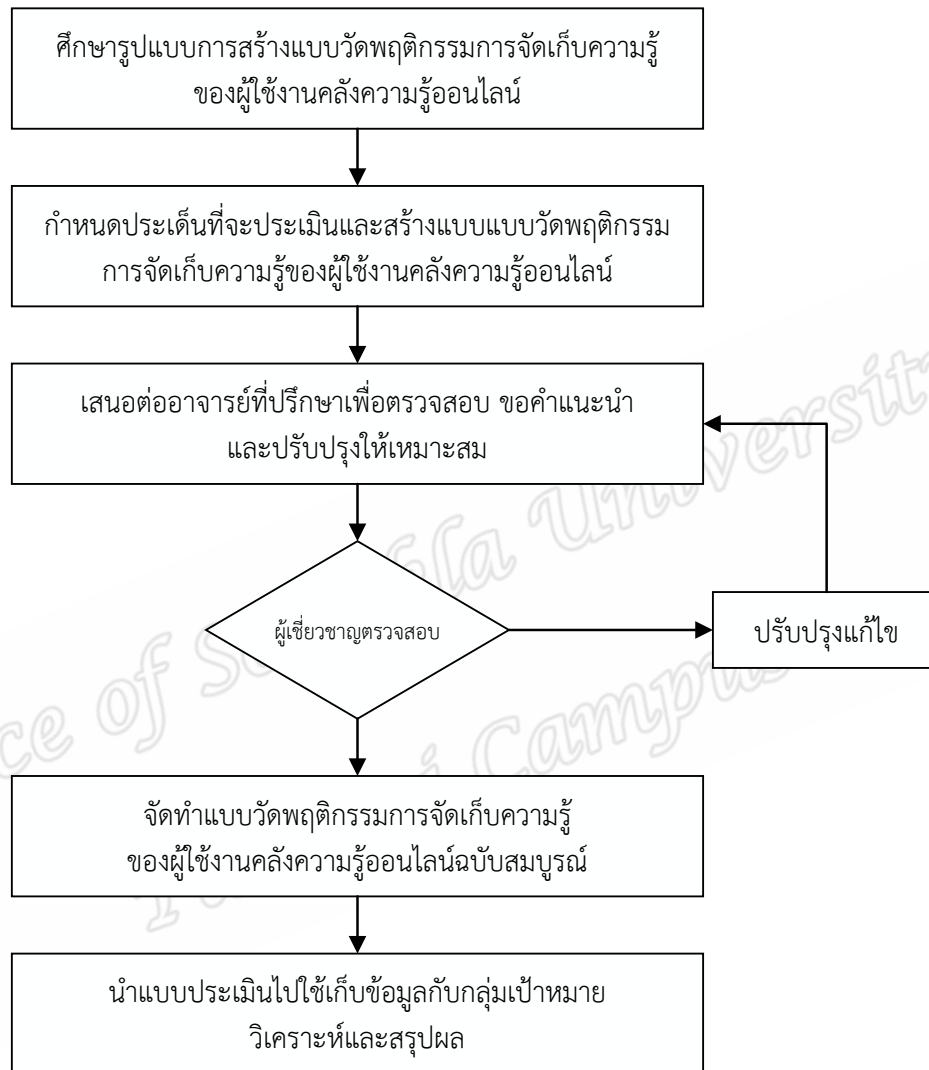 ศึกษารูปแบบการสร้างแบบวัดพฤติกรรมการจัดเก็บความรู้
ของผู้ใช้งานคลังความรู้ออนไลน์
กำหนดประเด็นที่จะประเมินและสร้างแบบแบบวัดพฤติกรรม
การจัดเก็บความรู้ของผู้ใช้งานคลังความรู้ออนไลน์
เสนอต่ออาจารย์ที่ปรึกษาเพื่อตรวจสอบ ขอคำแนะนำ
และปรับปรุงให้เหมาะสม
ผู้เชี่ยวชาญตรวจสอบ
ปรับปรุงแก้ไข
จัดทำแบบวัดพฤติกรรมการจัดเก็บความรู้
ของผู้ใช้งานคลังความรู้ออนไลน์ฉบับสมบูรณ์
นำแบบประเมินไปใช้เก็บข้อมูลกับกลุ่มเป้าหมาย
วิเคราะห์และสรุปผล